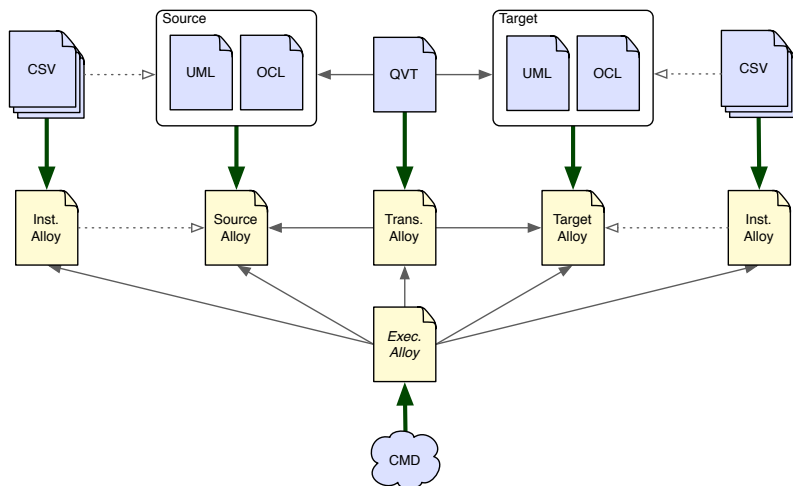 Source
Target
CSV
UML
OCL
QVT
UML
OCL
CSV
Inst.
Alloy
Source
Alloy
Trans.
Alloy
Target
Alloy
Inst.
Alloy
Exec.
Alloy
CMD